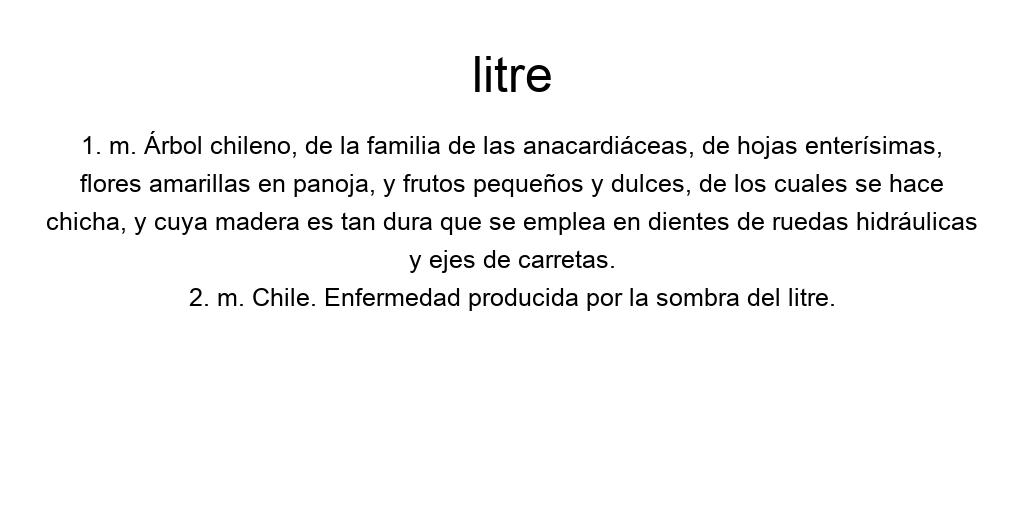 litre
1. m. Árbol chileno, de la familia de las anacardiáceas, de hojas enterísimas,
flores amarillas en panoja, y frutos pequeños y dulces, de los cuales se hace
chicha, y cuya madera es tan dura que se emplea en dientes de ruedas hidráulicas
y ejes de carretas.
2. m. Chile. Enfermedad producida por la sombra del litre.